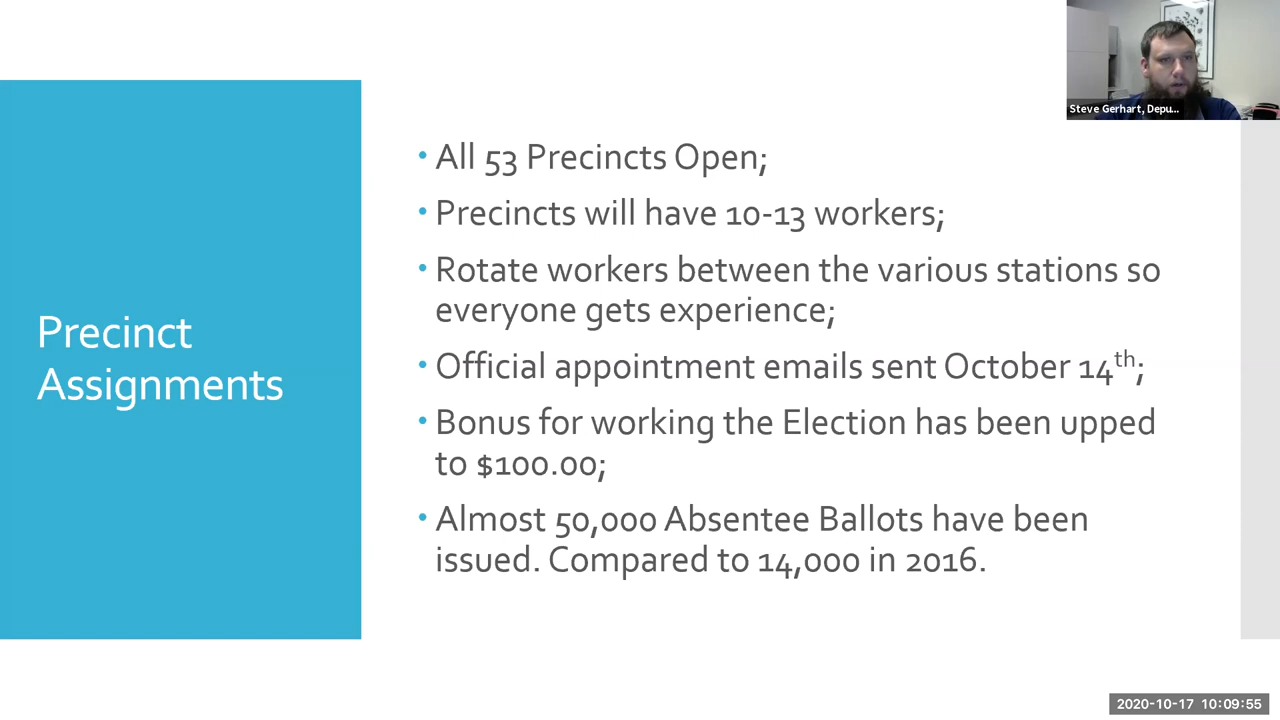 Steve Gerhart, Depu...
Precinct
Assignments
• All 53 Precincts Open;
• Precincts will have 10-13 workers;
• Rotate workers between the various stations so
everyone gets experience;
• Official appointment emails sent October 14th;
• Bonus for working the Election has been upped
to $100.00;
• Almost 50,000 Absentee Ballots have been
issued. Compared to 14,000 in 2016.
2020-10-17 10:09:55